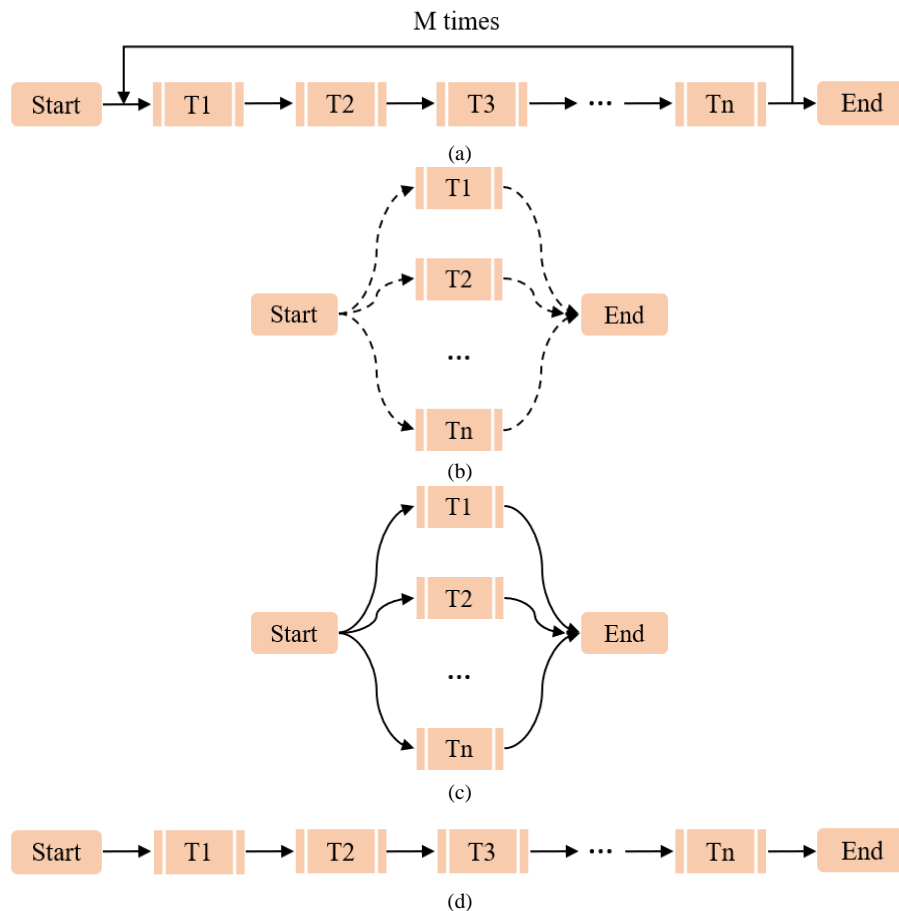 M times
Start T1 T2 T3 ... Tn End
(a)
T1
T2
Start End
...
Tn
(b)
T1
T2
Start End
...
Tn
(c)
Start T1 T2 T3 ... Tn End
(d)